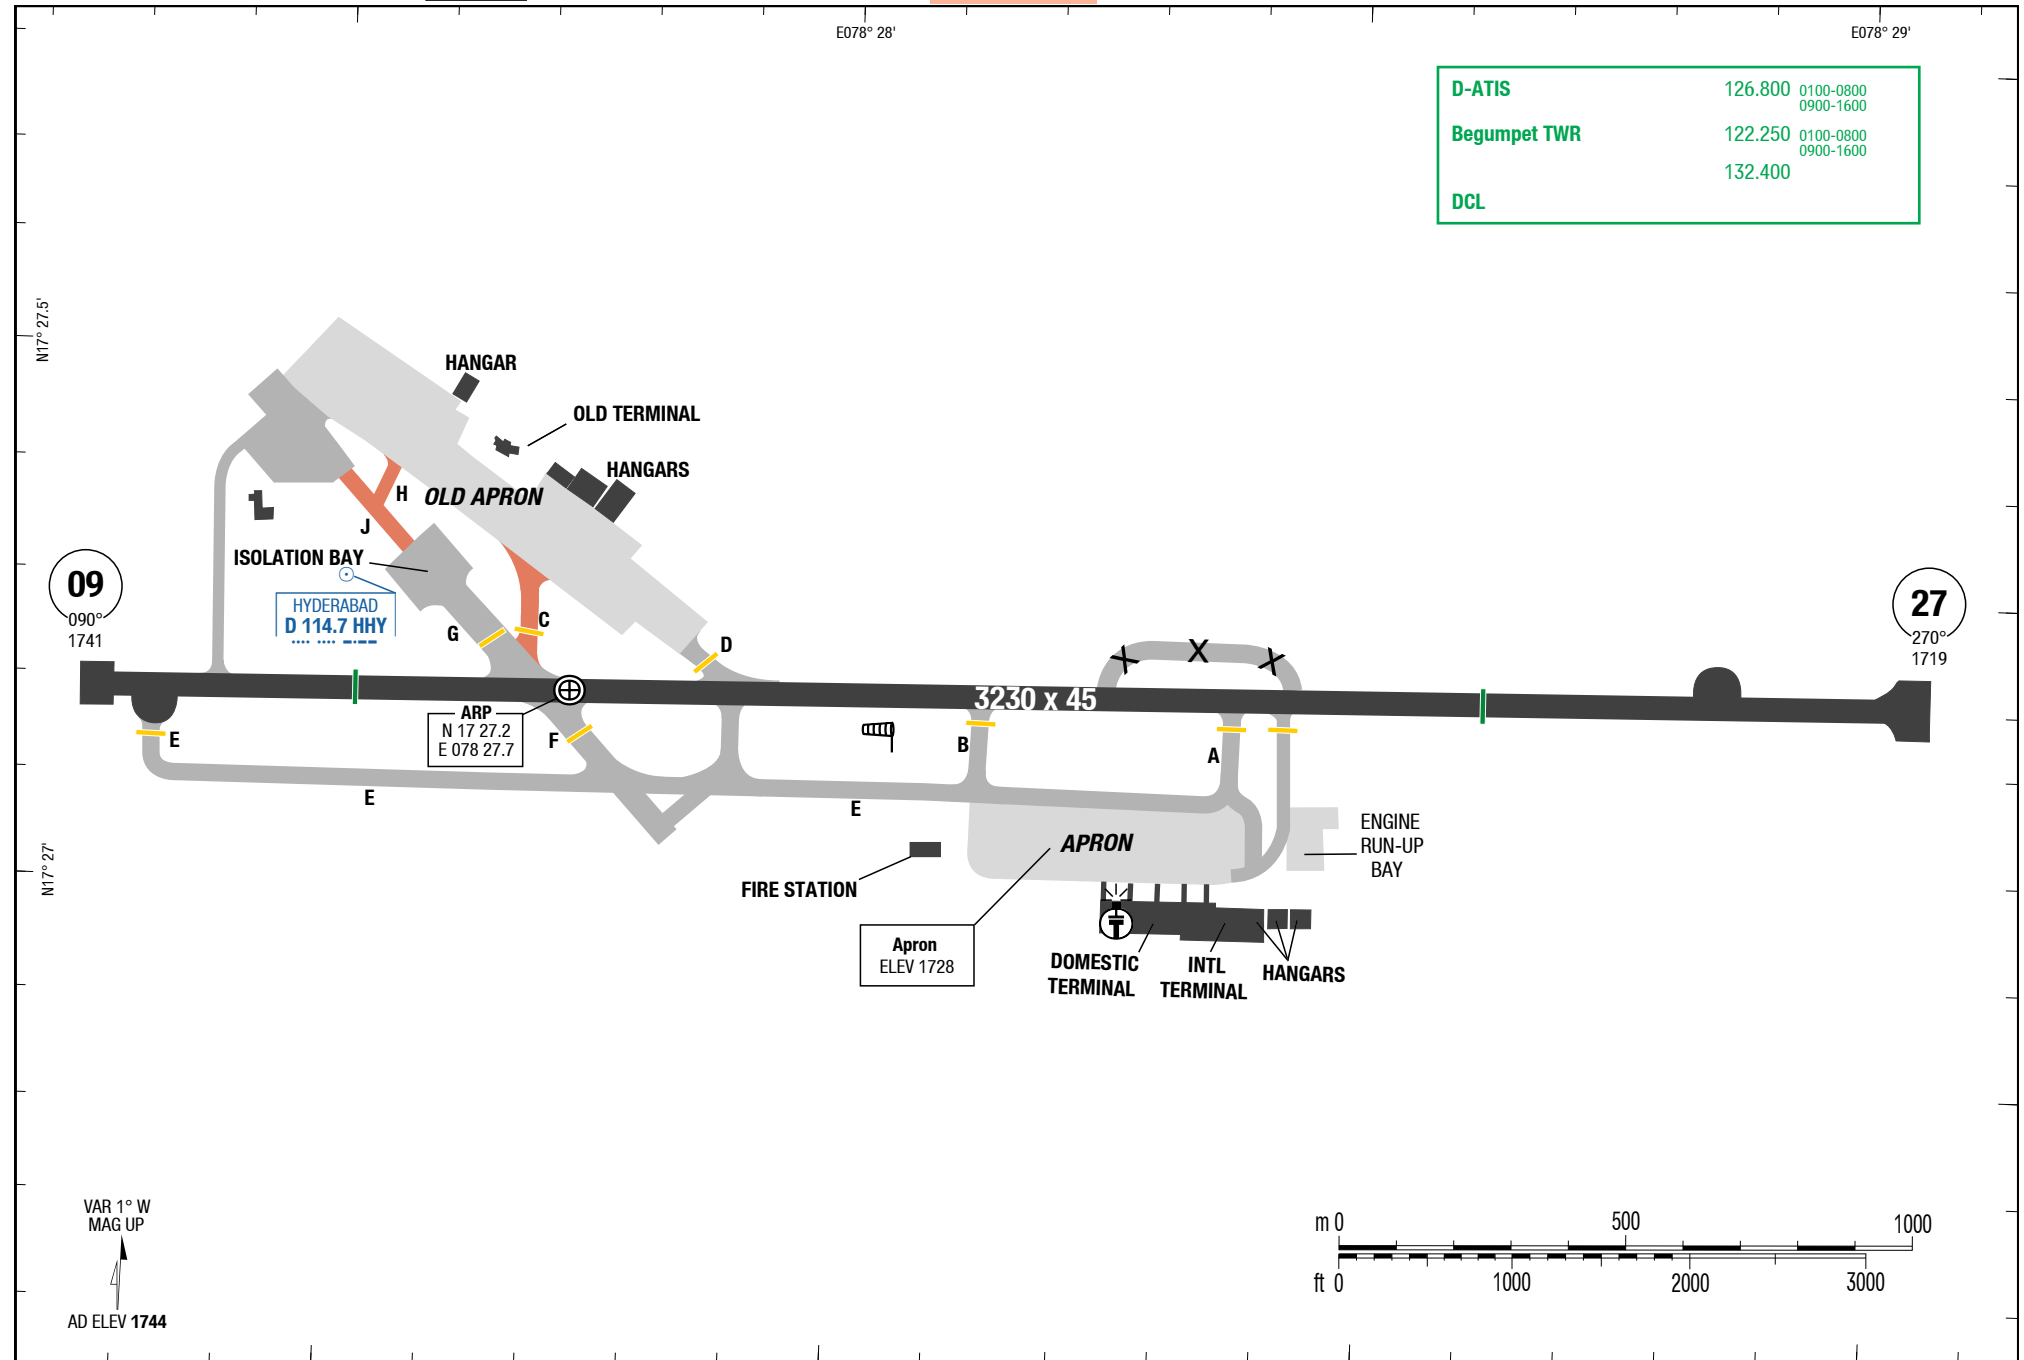 E078° 28'
E078° 29'
D-ATIS 126.800 0100-0800
0900-1600
Begumpet TWR 122.250 0100-0800
0900-1600
132.400
DCL
N17° 27.5'
HANGAR
OLD TERMINAL
HANGARS
H
OLD APRON
J
ISOLATION BAY
09
090°
1741
HYDERABAD
D 114.7 HHY
27
270°
1719
C
G
D
3230 x 45
ARP
N 17 27.2
E 078 27.7
E
F
B
A
E
E
N17° 27'
APRON
ENGINE
RUN-UP
BAY
FIRE STATION
Apron
ELEV 1728
DOMESTIC
TERMINAL
INTL
TERMINAL
HANGARS
VAR 1° W
MAG UP
AD ELEV 1744
m 0 500 1000
ft 0 1000 2000 3000